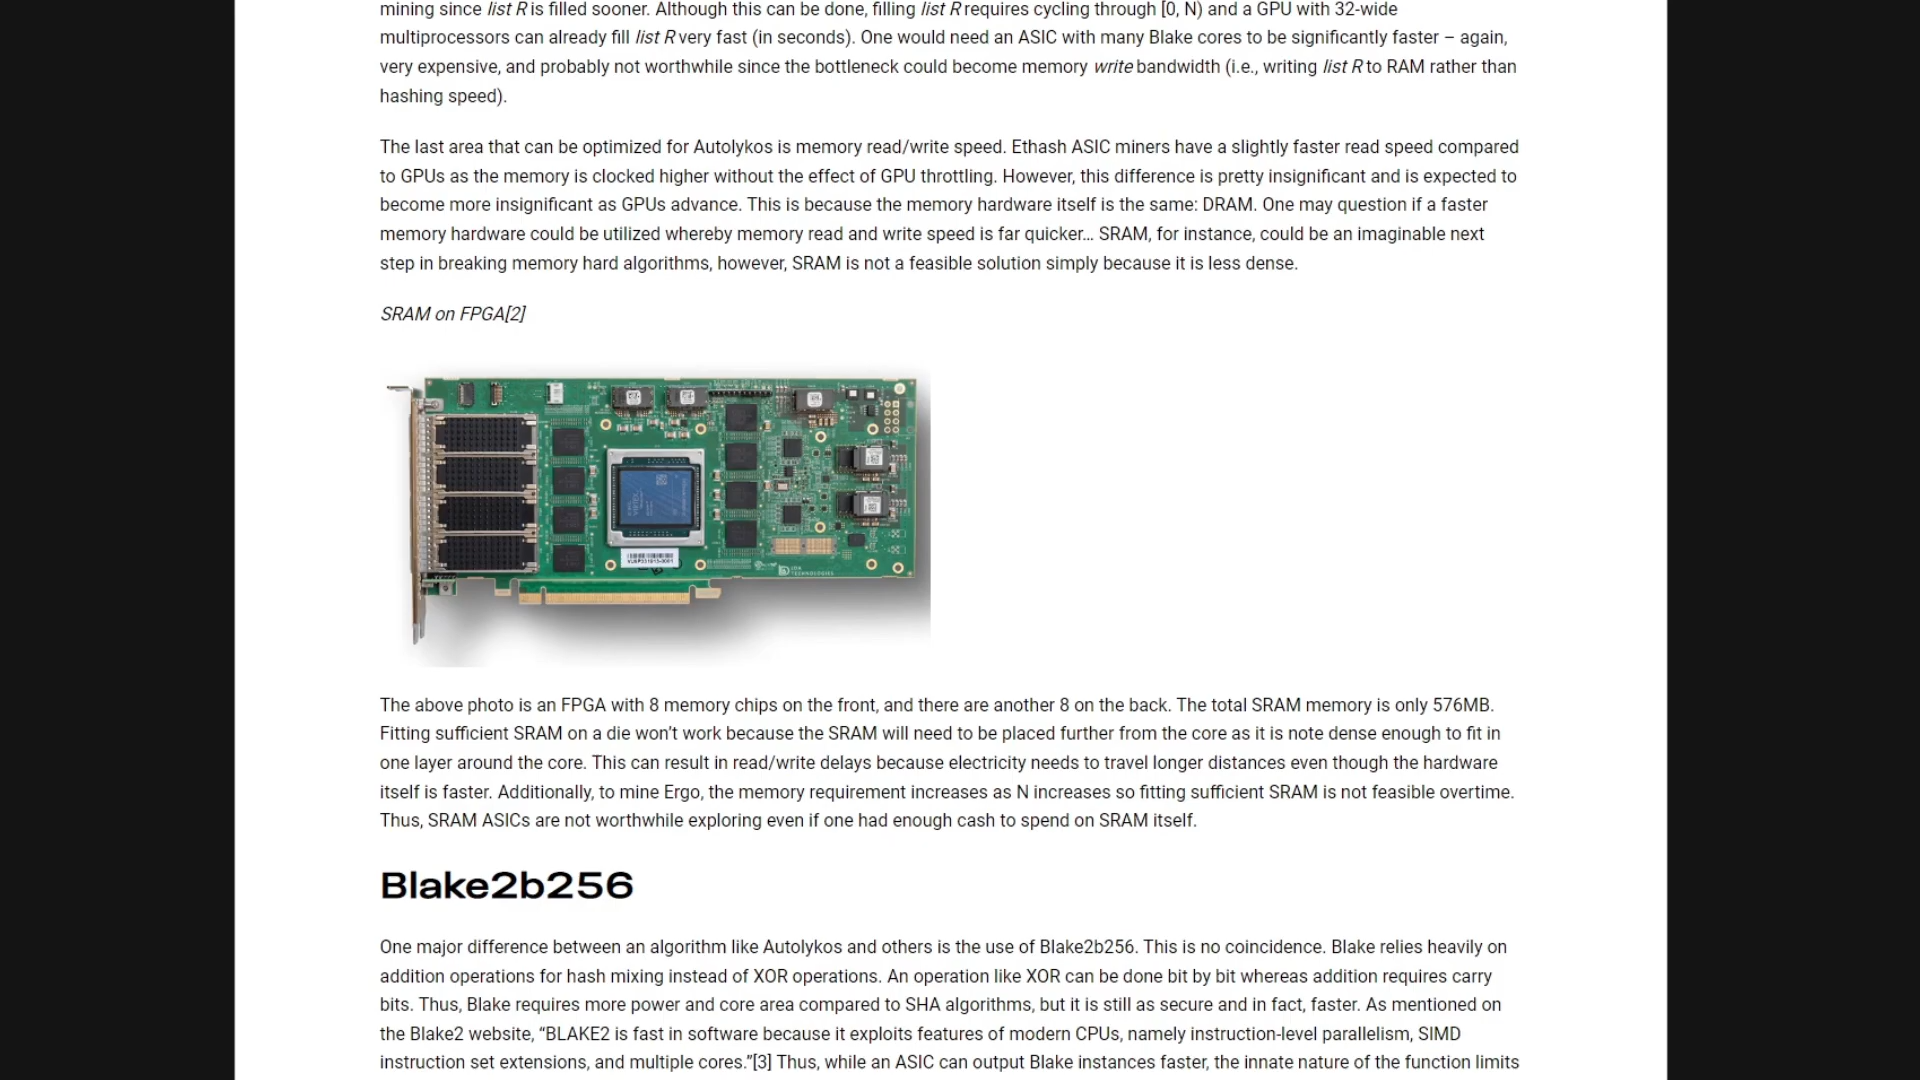 mining since list R is filled sooner. Although this can be done, filling list R requires cycling through [0, N) and a GPU with 32-wide
multiprocessors can already fill list R very fast (in seconds). One would need an ASIC with many Blake cores to be significantly faster – again,
very expensive, and probably not worthwhile since the bottleneck could become memory write bandwidth (i.e., writing list R to RAM rather than
hashing speed).
The last area that can be optimized for Autolykos is memory read/write speed. Ethash ASIC miners have a slightly faster read speed compared
to GPUs as the memory is clocked higher without the effect of GPU throttling. However, this difference is pretty insignificant and is expected to
become more insignificant as GPUs advance. This is because the memory hardware itself is the same: DRAM. One may question if a faster
memory hardware could be utilized whereby memory read and write speed is far quicker… SRAM, for instance, could be an imaginable next
step in breaking memory hard algorithms, however, SRAM is not a feasible solution simply because it is less dense.
SRAM on FPGA[2]
The above photo is an FPGA with 8 memory chips on the front, and there are another 8 on the back. The total SRAM memory is only 576MB.
Fitting sufficient SRAM on a die won’t work because the SRAM will need to be placed further from the core as it is note dense enough to fit in
one layer around the core. This can result in read/write delays because electricity needs to travel longer distances even though the hardware
itself is faster. Additionally, to mine Ergo, the memory requirement increases as N increases so fitting sufficient SRAM is not feasible overtime.
Thus, SRAM ASICs are not worthwhile exploring even if one had enough cash to spend on SRAM itself.
Blake2b256
One major difference between an algorithm like Autolykos and others is the use of Blake2b256. This is no coincidence. Blake relies heavily on
addition operations for hash mixing instead of XOR operations. An operation like XOR can be done bit by bit whereas addition requires carry
bits. Thus, Blake requires more power and core area compared to SHA algorithms, but it is still as secure and in fact, faster. As mentioned on
the Blake2 website, “BLAKE2 is fast in software because it exploits features of modern CPUs, namely instruction-level parallelism, SIMD
instruction set extensions, and multiple cores.”[3] Thus, while an ASIC can output Blake instances faster, the innate nature of the function limits